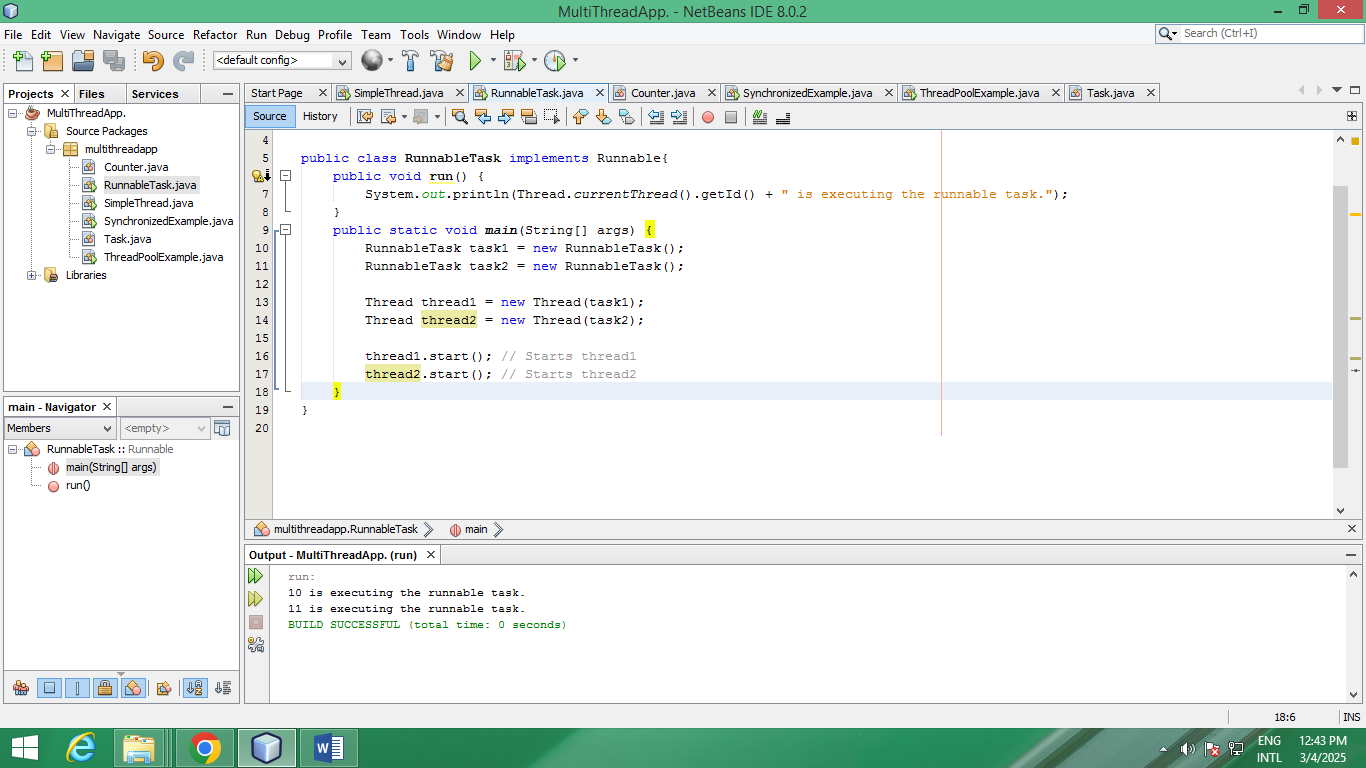 MultiThreadApp. - NetBeans IDE 8.0.2
File Edit View Navigate Source Refactor Run Debug Profile Team Tools Window Help
Search (Ctrl+I)
<default config>
Projects Files Services
MultiThreadApp.
Source Packages
multithreadapp
Counter.java
RunnableTask.java
SimpleThread.java
SynchronizedExample.java
Task.java
ThreadPoolExample.java
Libraries
main - Navigator
Members <empty>
RunnableTask :: Runnable
main(String[] args)
run()
Start Page SimpleThread.java RunnableTask.java Counter.java SynchronizedExample.java ThreadPoolExample.java Task.java
Source History
4
5 public class RunnableTask implements Runnable{
public void run() {
7 System.out.println(Thread.currentThread().getId() + " is executing the runnable task.");
8 }
9 public static void main(String[] args) {
10 RunnableTask task1 = new RunnableTask();
11 RunnableTask task2 = new RunnableTask();
12
13 Thread thread1 = new Thread(task1);
14 Thread thread2 = new Thread(task2);
15
16 thread1.start(); // Starts thread1
17 thread2.start(); // Starts thread2
18 }
19 }
20
multithreadapp.RunnableTask main
Output - MultiThreadApp. (run)
run:
10 is executing the runnable task.
11 is executing the runnable task.
BUILD SUCCESSFUL (total time: 0 seconds)
18:6 INS
ENG 12:43 PM
INTL 3/4/2025